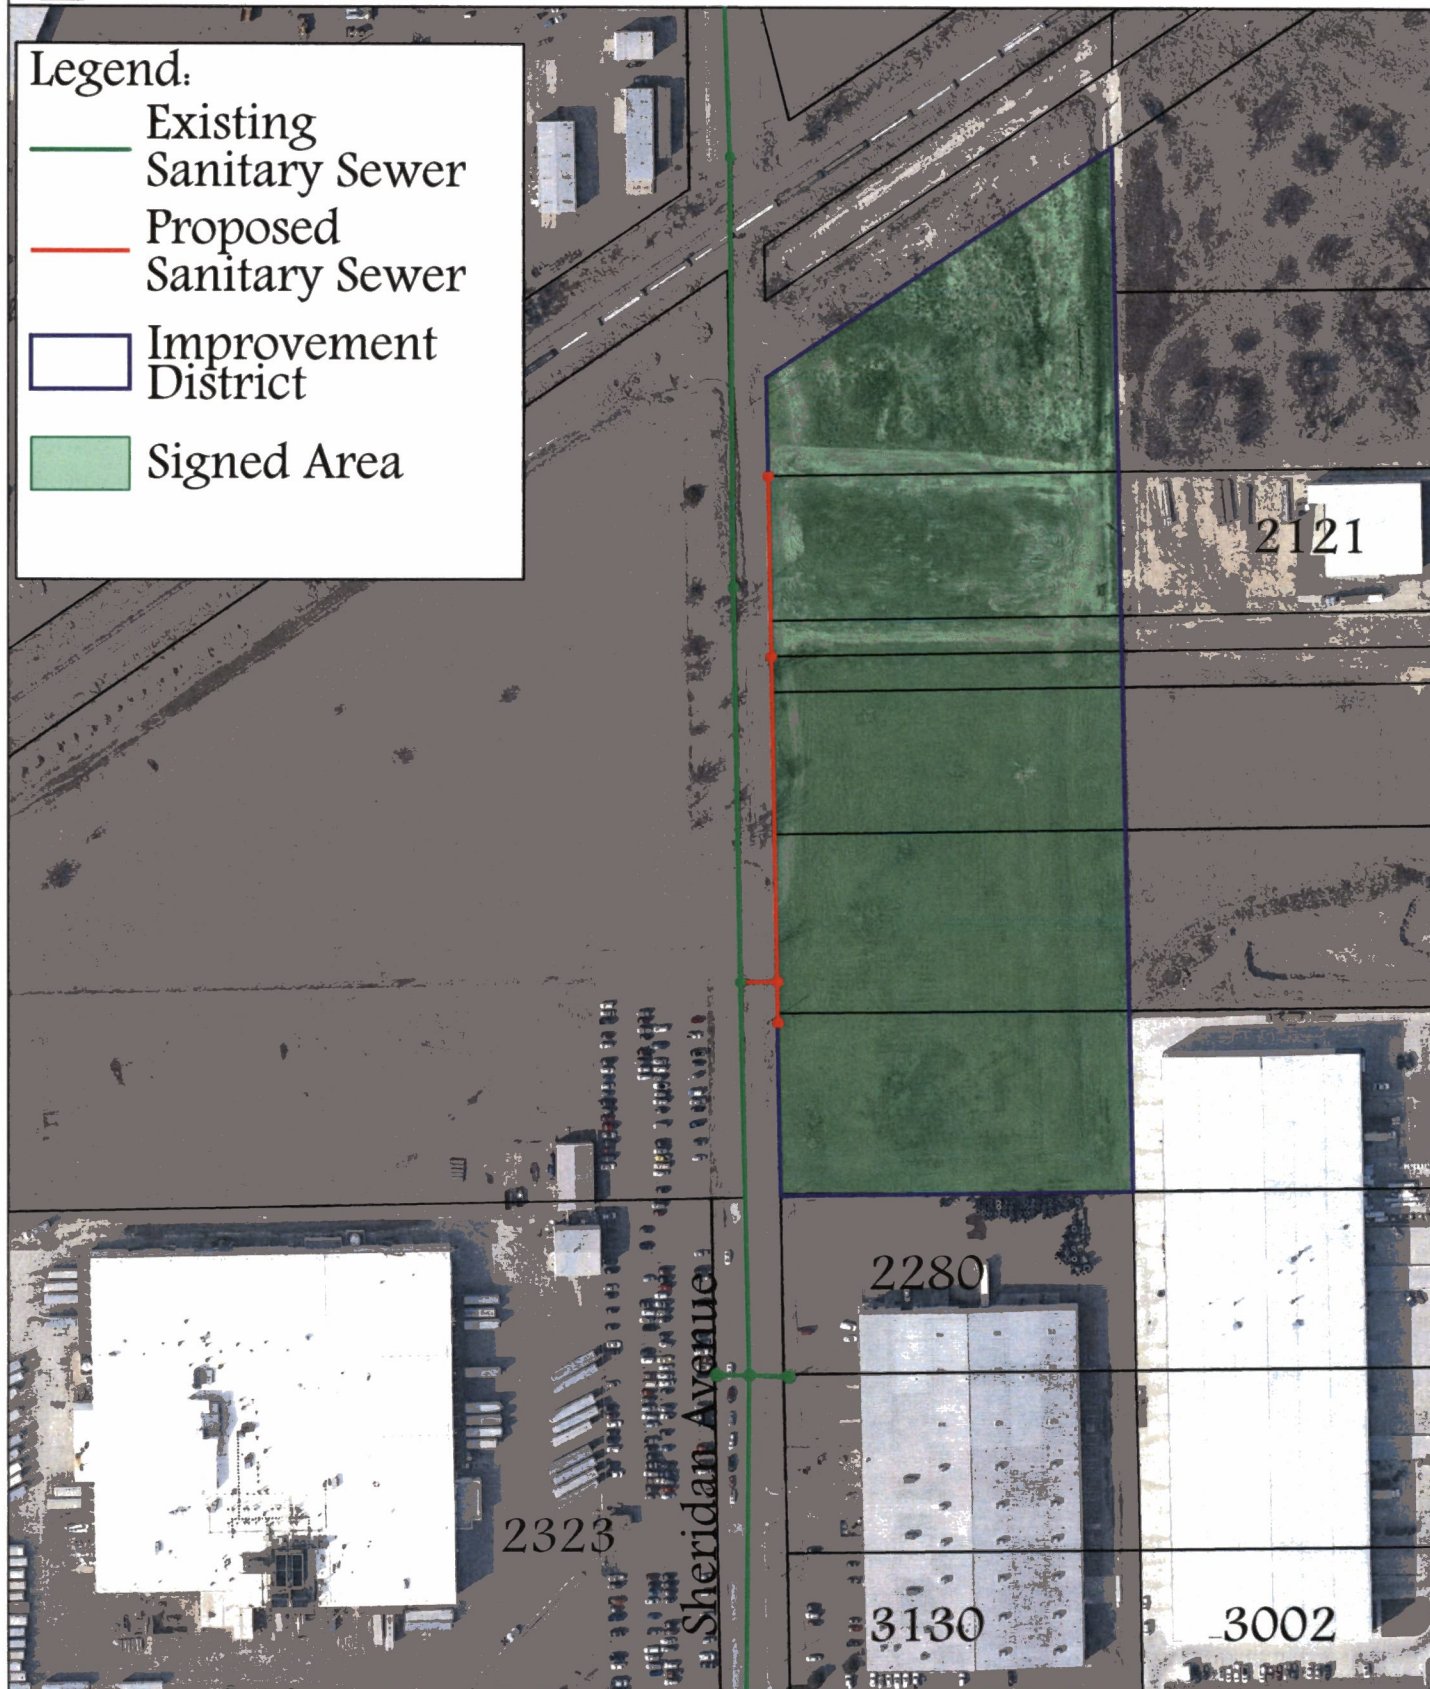 Legend:
Existing
Sanitary Sewer
Proposed
Sanitary Sewer
Improvement
District
Signed Area
2121
2280
Sheridan Avenue
2323
3130
3002